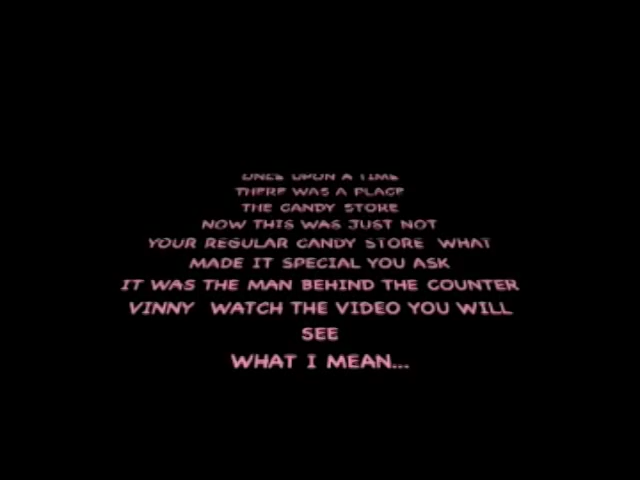 ONCE UPON A TIME
THERE WAS A PLACE
THE CANDY STORE
NOW THIS WAS JUST NOT
YOUR REGULAR CANDY STORE WHAT
MADE IT SPECIAL YOU ASK
IT WAS THE MAN BEHIND THE COUNTER
VINNY WATCH THE VIDEO YOU WILL
SEE
WHAT I MEAN...